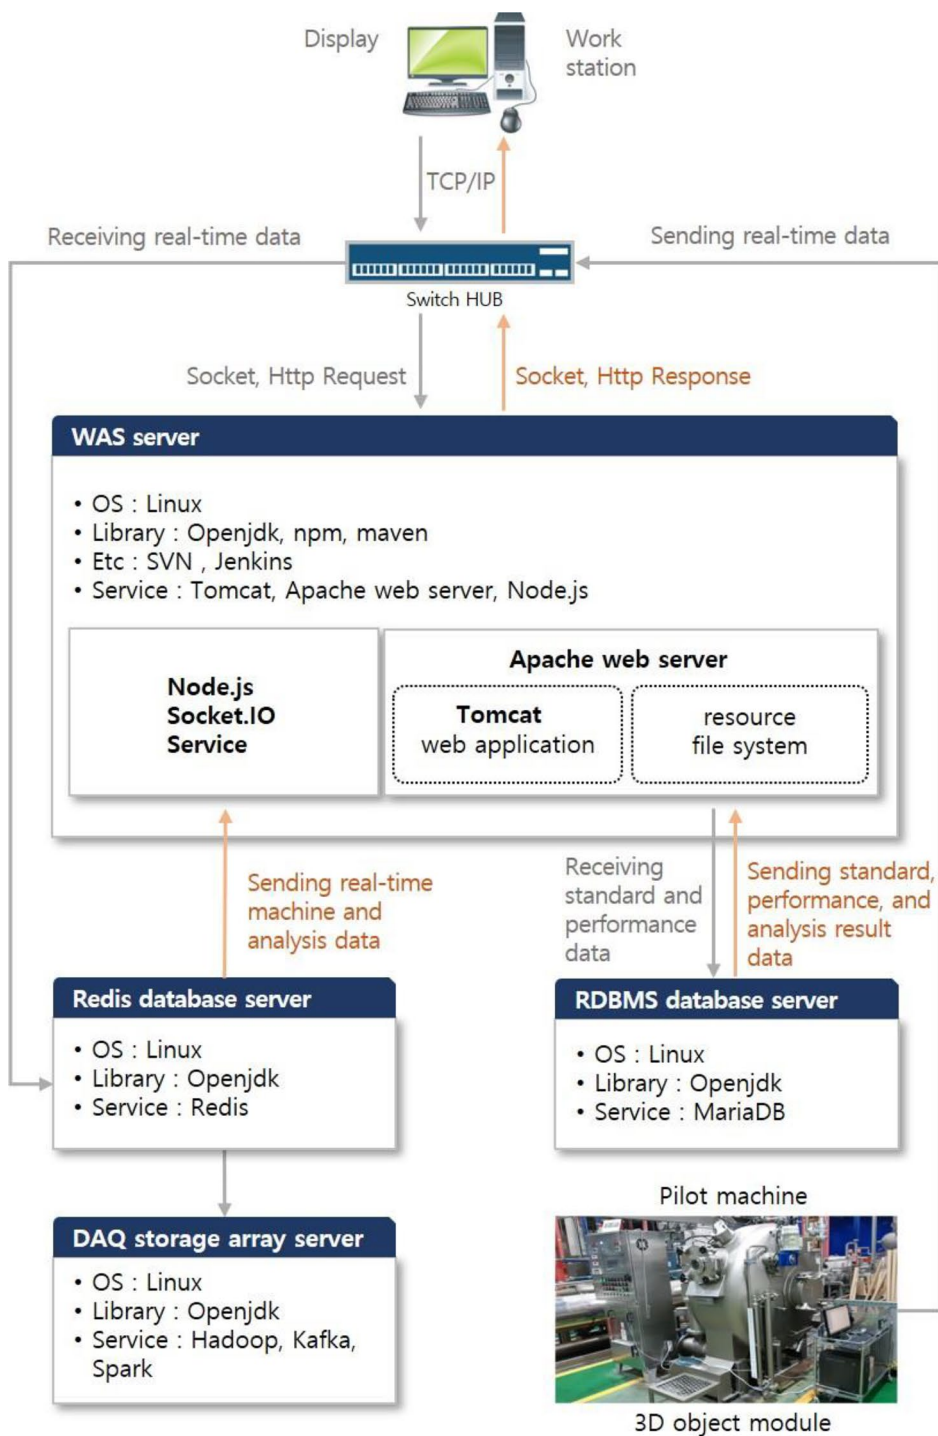 Display
Work
station
TCP/IP
Receiving real-time data
Sending real-time data
Switch HUB
Socket, Http Request
Socket, Http Response
WAS server
• OS : Linux
• Library : Openjdk, npm, maven
• Etc : SVN , Jenkins
• Service : Tomcat, Apache web server, Node.js
Node.js
Socket.IO
Service
Apache web server
Tomcat
web application
resource
file system
Sending real-time
machine and
analysis data
Receiving
standard and
performance
data
Sending standard,
performance, and
analysis result
data
Redis database server
• OS : Linux
• Library : Openjdk
• Service : Redis
RDBMS database server
• OS : Linux
• Library : Openjdk
• Service : MariaDB
DAQ storage array server
• OS : Linux
• Library : Openjdk
• Service : Hadoop, Kafka,
Spark
Pilot machine
3D object module